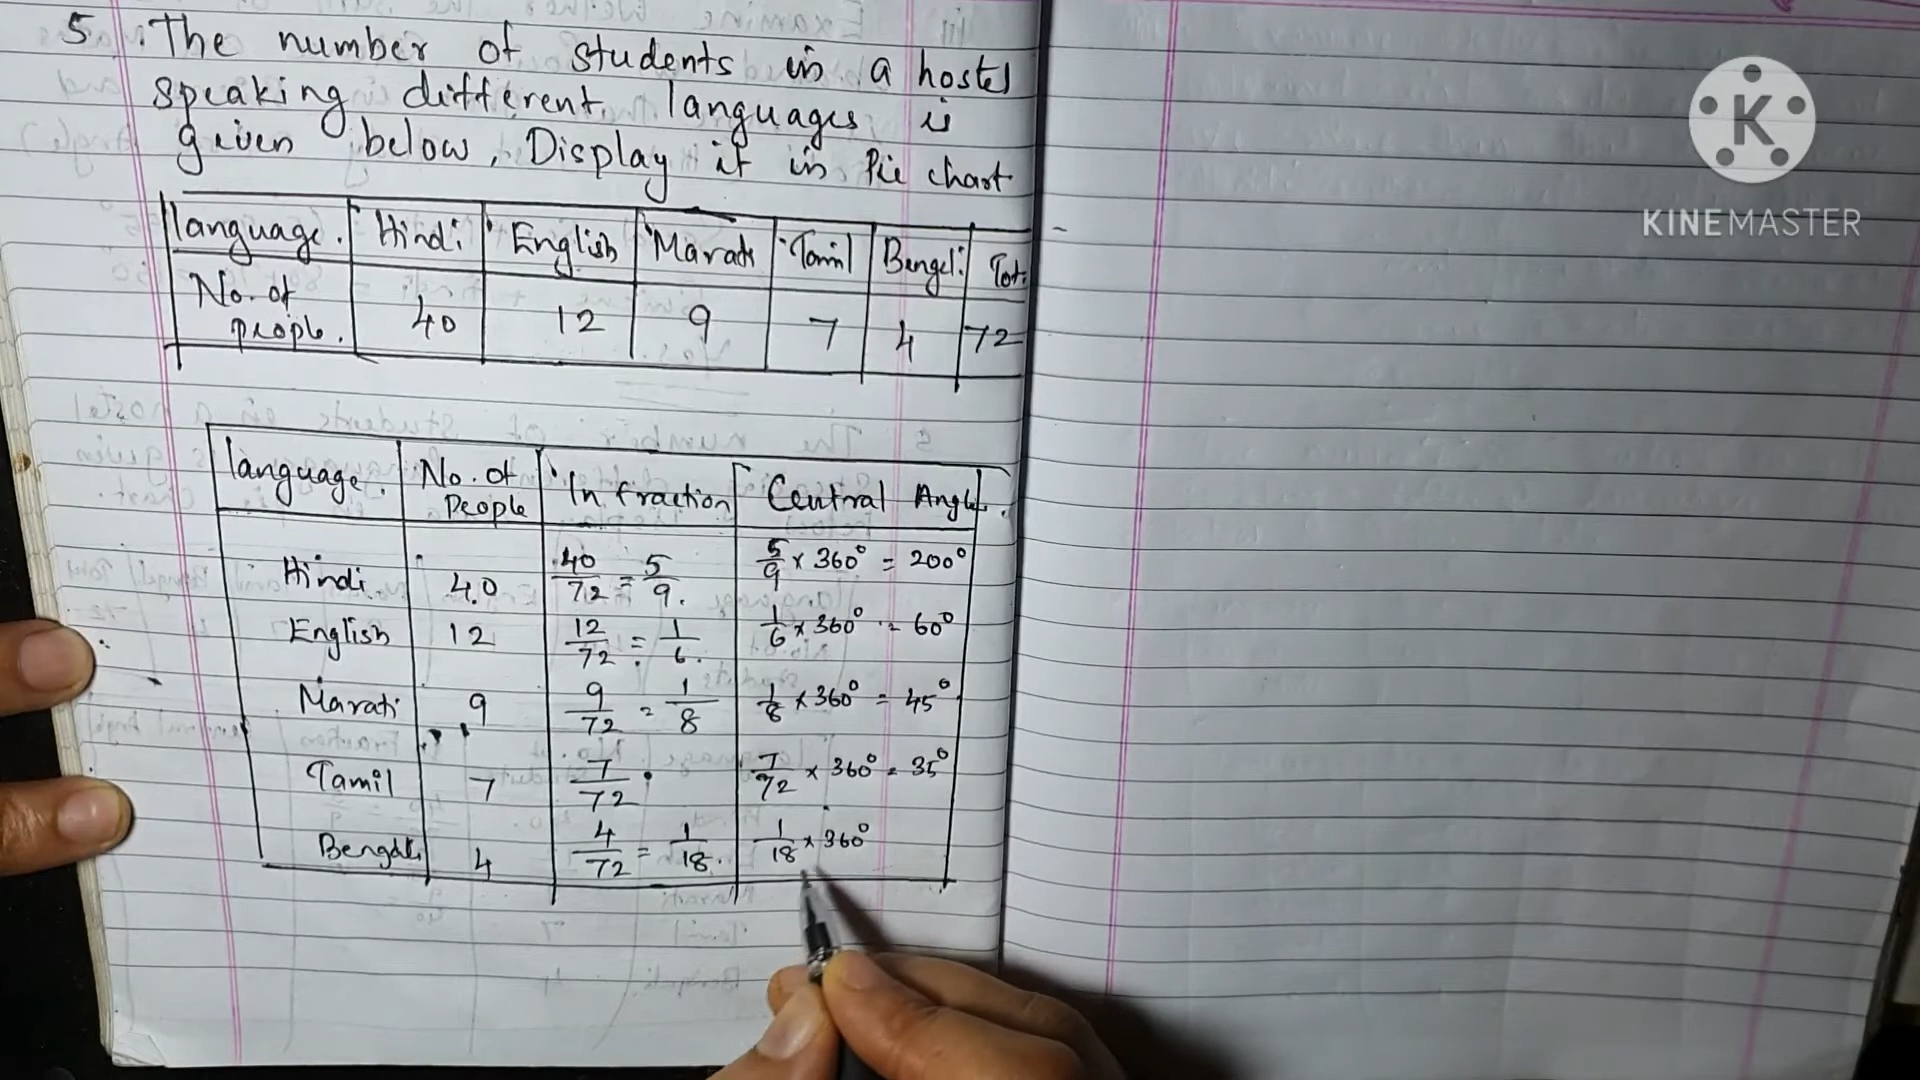 5. The number of students in a hostel
speaking different languages is
given below, Display it in Pie chart
language. Hindi English Marati Tamil Bengli Tot.
No. of people. 40 12 9 7 4 72
language. No. of People In fraction Central Angle.
Hindi 40 40/72 = 5/9. 5/9 × 360° = 200°
English 12 12/72 = 1/6. 1/6 × 360° = 60°
Marati 9 9/72 = 1/8 1/8 × 360° = 45°
Tamil 7 7/72. 7/72 × 360° = 35°
Bengali 4 4/72 = 1/18. 1/18 × 360°
K
KINEMASTER